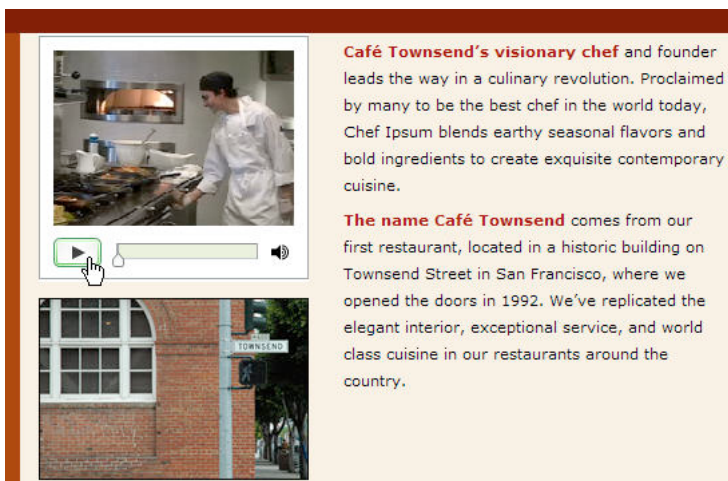 Café Townsend's visionary chef and founder
leads the way in a culinary revolution. Proclaimed
by many to be the best chef in the world today,
Chef Ipsum blends earthy seasonal flavors and
bold ingredients to create exquisite contemporary
cuisine.
The name Café Townsend comes from our
first restaurant, located in a historic building on
Townsend Street in San Francisco, where we
opened the doors in 1992. We've replicated the
elegant interior, exceptional service, and world
class cuisine in our restaurants around the
country.
TOWNSEND